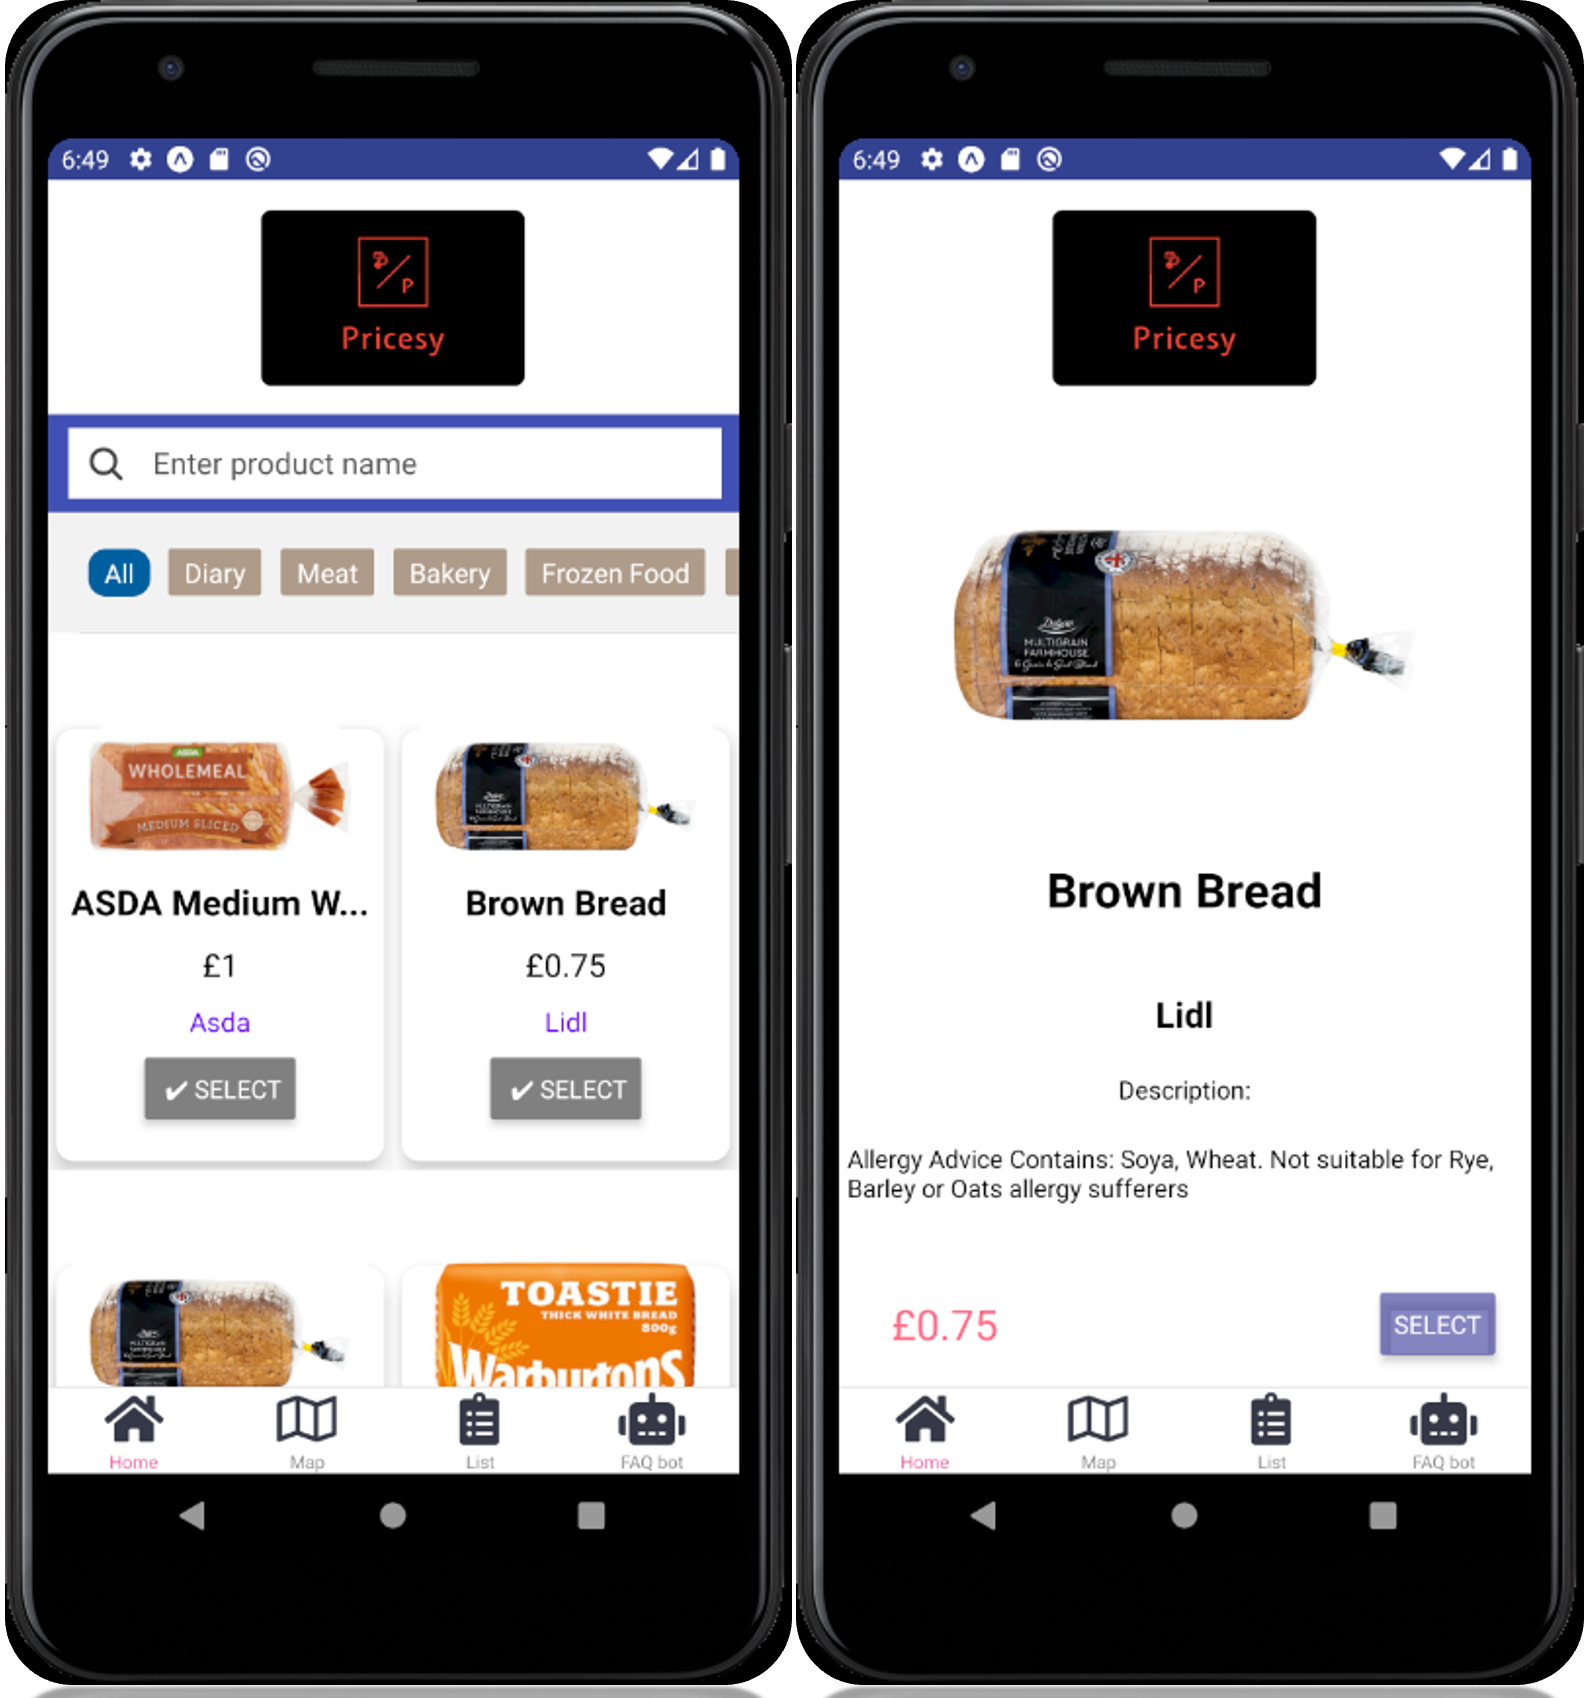 6:49
Pricesy
Enter product name
All Diary Meat Bakery Frozen Food
ASDA
WHOLEMEAL
MEDIUM SLICED
ASDA Medium W...
£1
Asda
✔ SELECT
Brown Bread
£0.75
Lidl
✔ SELECT
TOASTIE
THICK WHITE BREAD
800g
Warburtons
Home Map List FAQ bot
6:49
Pricesy
Deluxe
MULTIGRAIN
FARMHOUSE
Brown Bread
Lidl
Description:
Allergy Advice Contains: Soya, Wheat. Not suitable for Rye,
Barley or Oats allergy sufferers
£0.75 SELECT
Home Map List FAQ bot